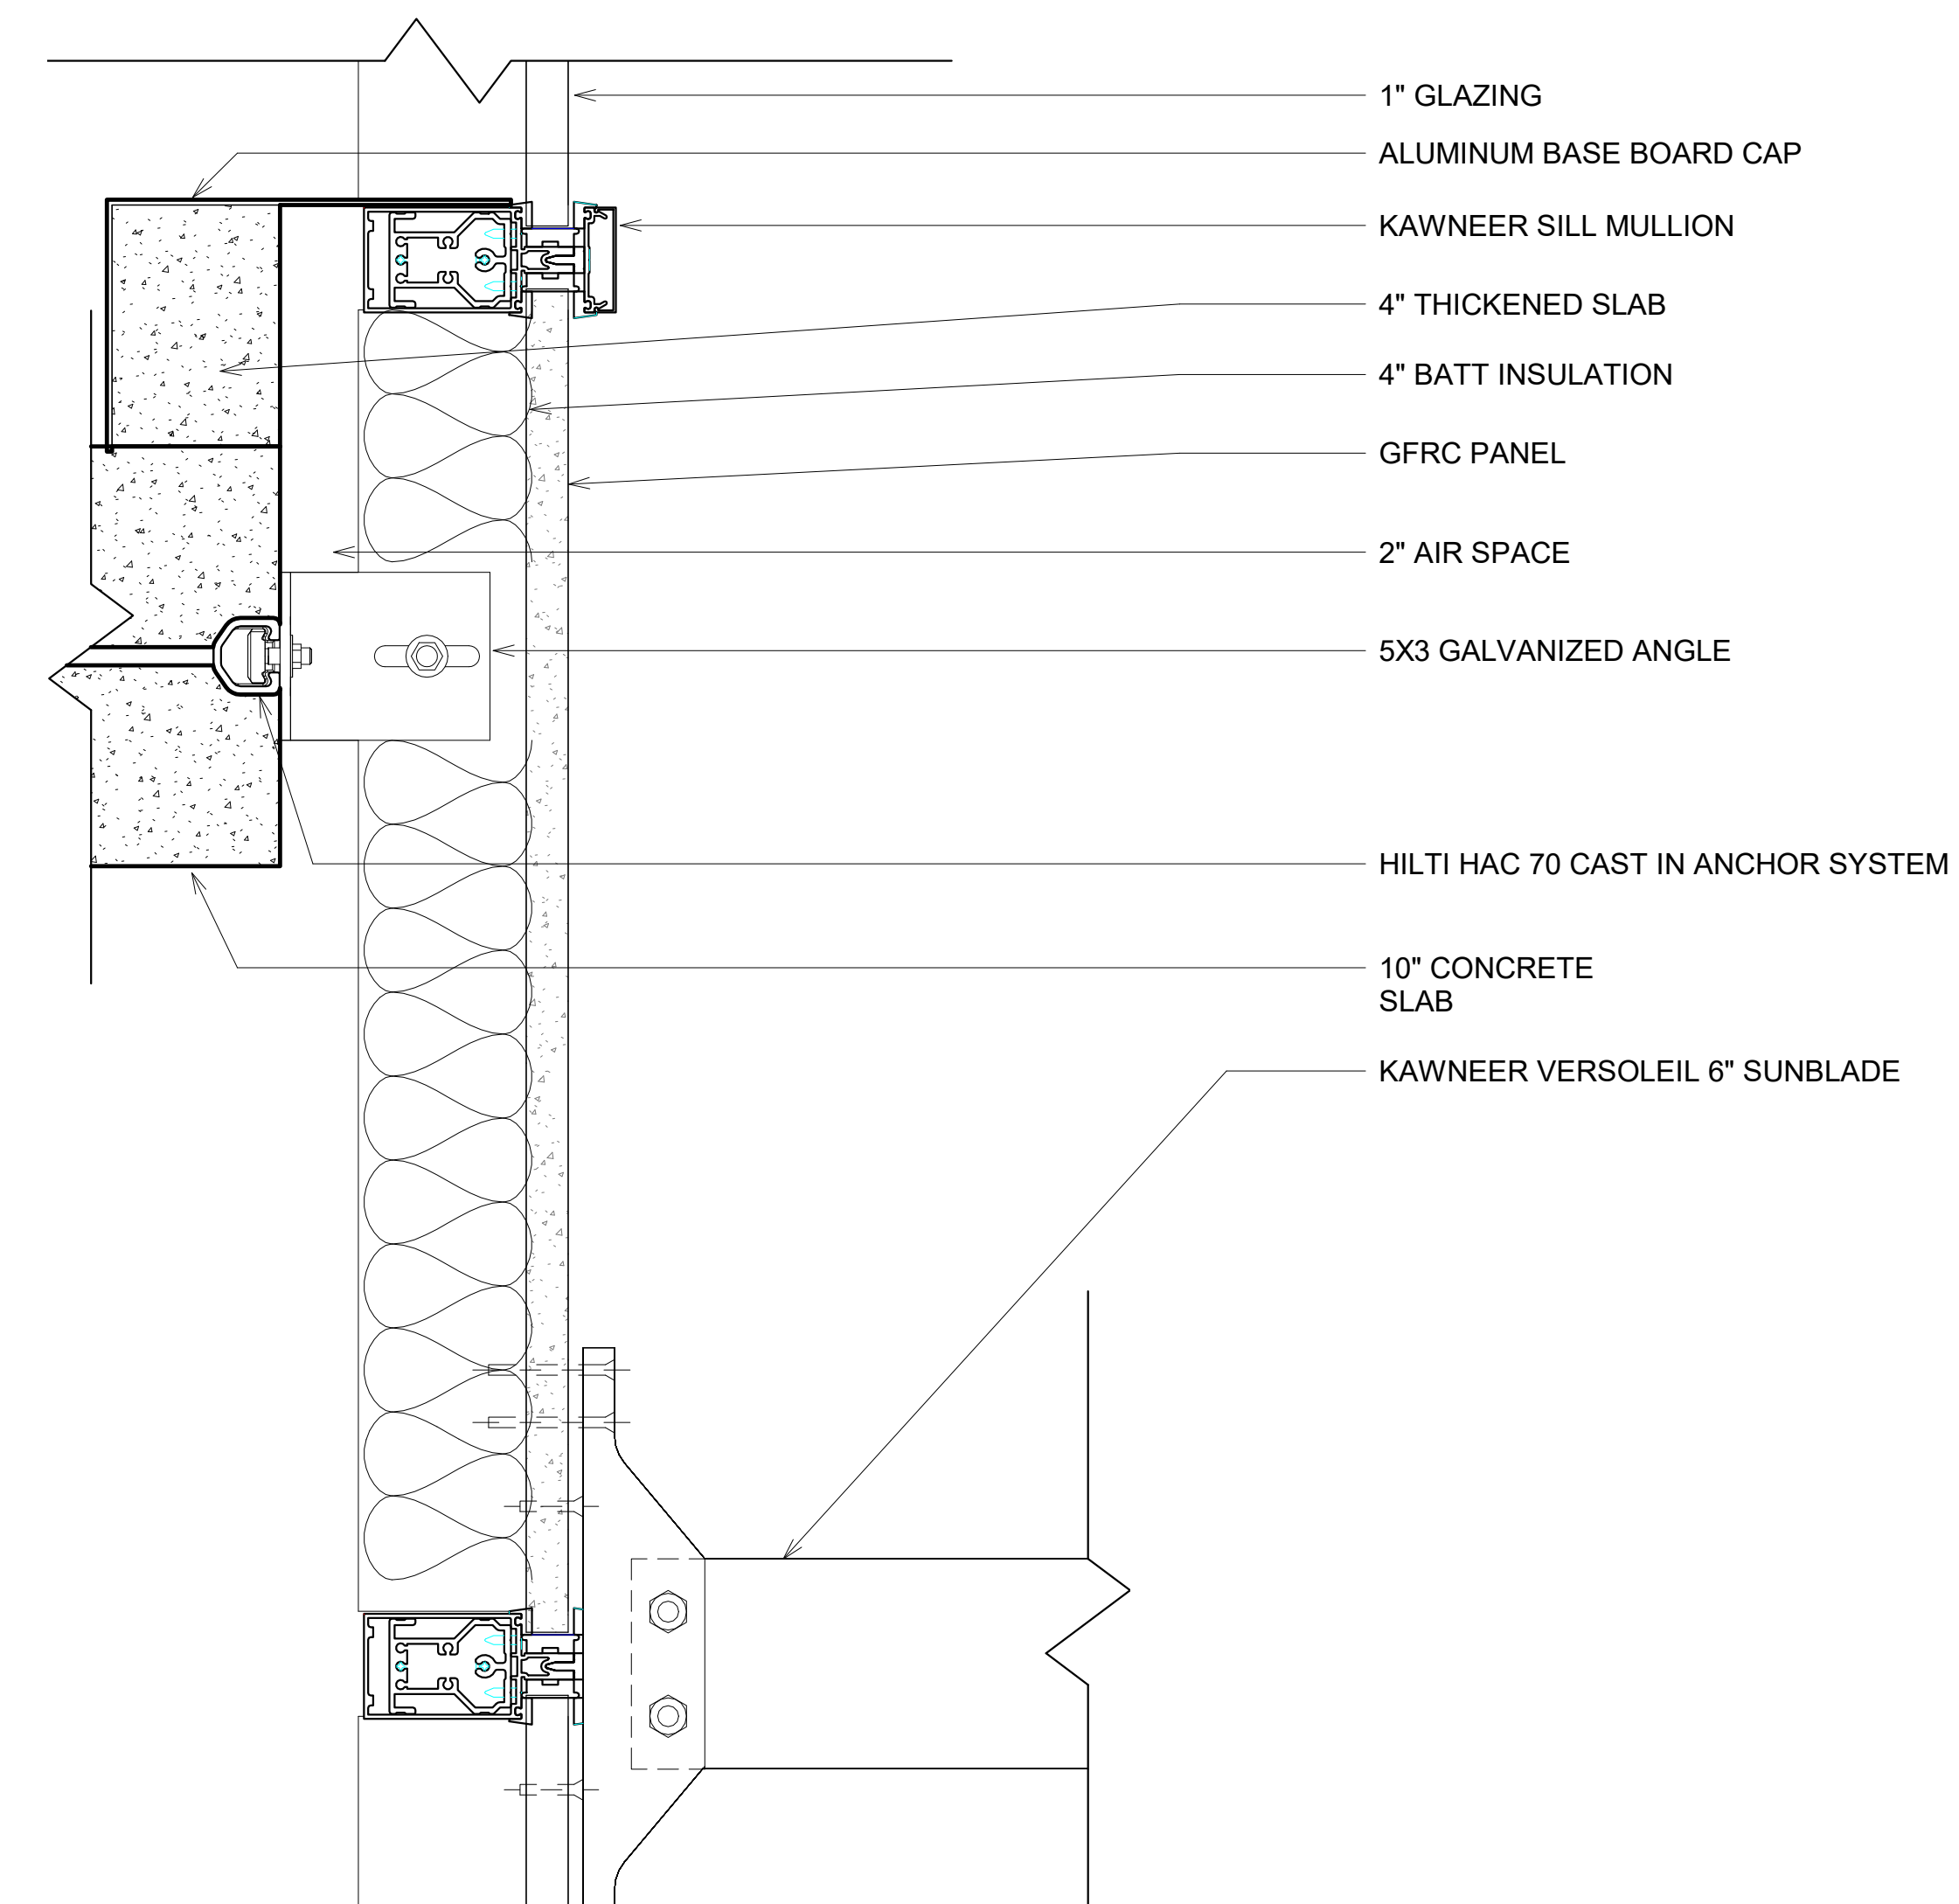 1" GLAZING
ALUMINUM BASE BOARD CAP
KAWNEER SILL MULLION
4" THICKENED SLAB
4" BATT INSULATION
GFRC PANEL
2" AIR SPACE
5X3 GALVANIZED ANGLE
HILTI HAC 70 CAST IN ANCHOR SYSTEM
10" CONCRETE
SLAB
KAWNEER VERSOLEIL 6" SUNBLADE